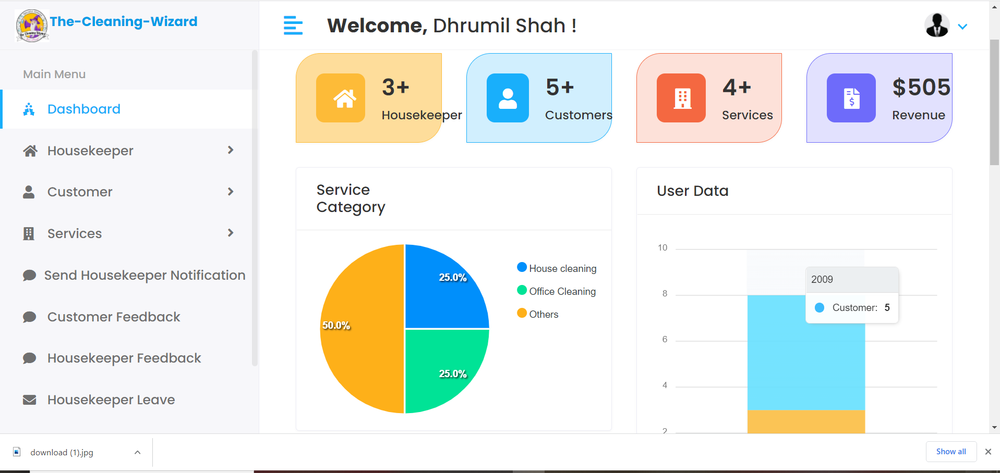 The-Cleaning-Wizard
Welcome, Dhrumil Shah !
Main Menu
Dashboard
Housekeeper
Customer
Services
Send Housekeeper Notification
Customer Feedback
Housekeeper Feedback
Housekeeper Leave
3+
Housekeeper
5+
Customers
4+
Services
$505
Revenue
Service
Category
25.0%
50.0%
25.0%
House cleaning
Office Cleaning
Others
User Data
10
8
6
4
2
2009
Customer: 5
download (1).jpg
Show all